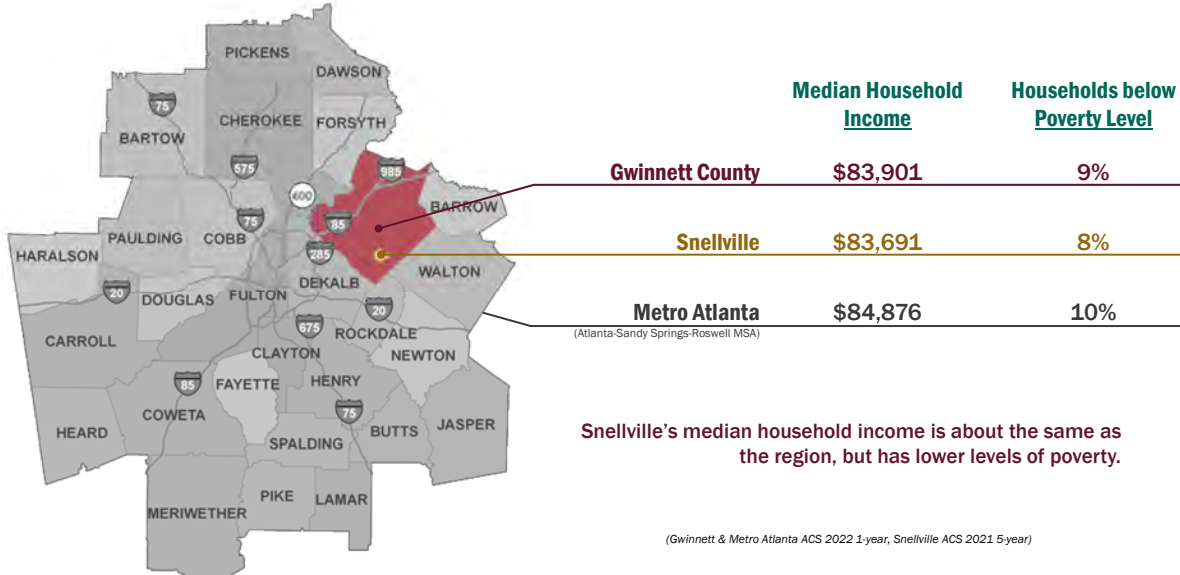 PICKENS
DAWSON
75
CHEROKEE
FORSYTH
BARTOW
575
985
400
BARROW
75
85
PAULDING
COBB
HARALSON
285
WALTON
DEKALB
20
DOUGLAS
FULTON
20
675
ROCKDALE
CARROLL
CLAYTON
NEWTON
85
FAYETTE
HENRY
75
COWETA
JASPER
HEARD
BUTTS
SPALDING
PIKE
LAMAR
MERIWETHER
Median Household
Income
Households below
Poverty Level
Gwinnett County $83,901 9%
Snellville $83,691 8%
Metro Atlanta $84,876 10%
(Atlanta-Sandy Springs-Roswell MSA)
Snellville's median household income is about the same as
the region, but has lower levels of poverty.
(Gwinnett & Metro Atlanta ACS 2022 1-year, Snellville ACS 2021 5-year)